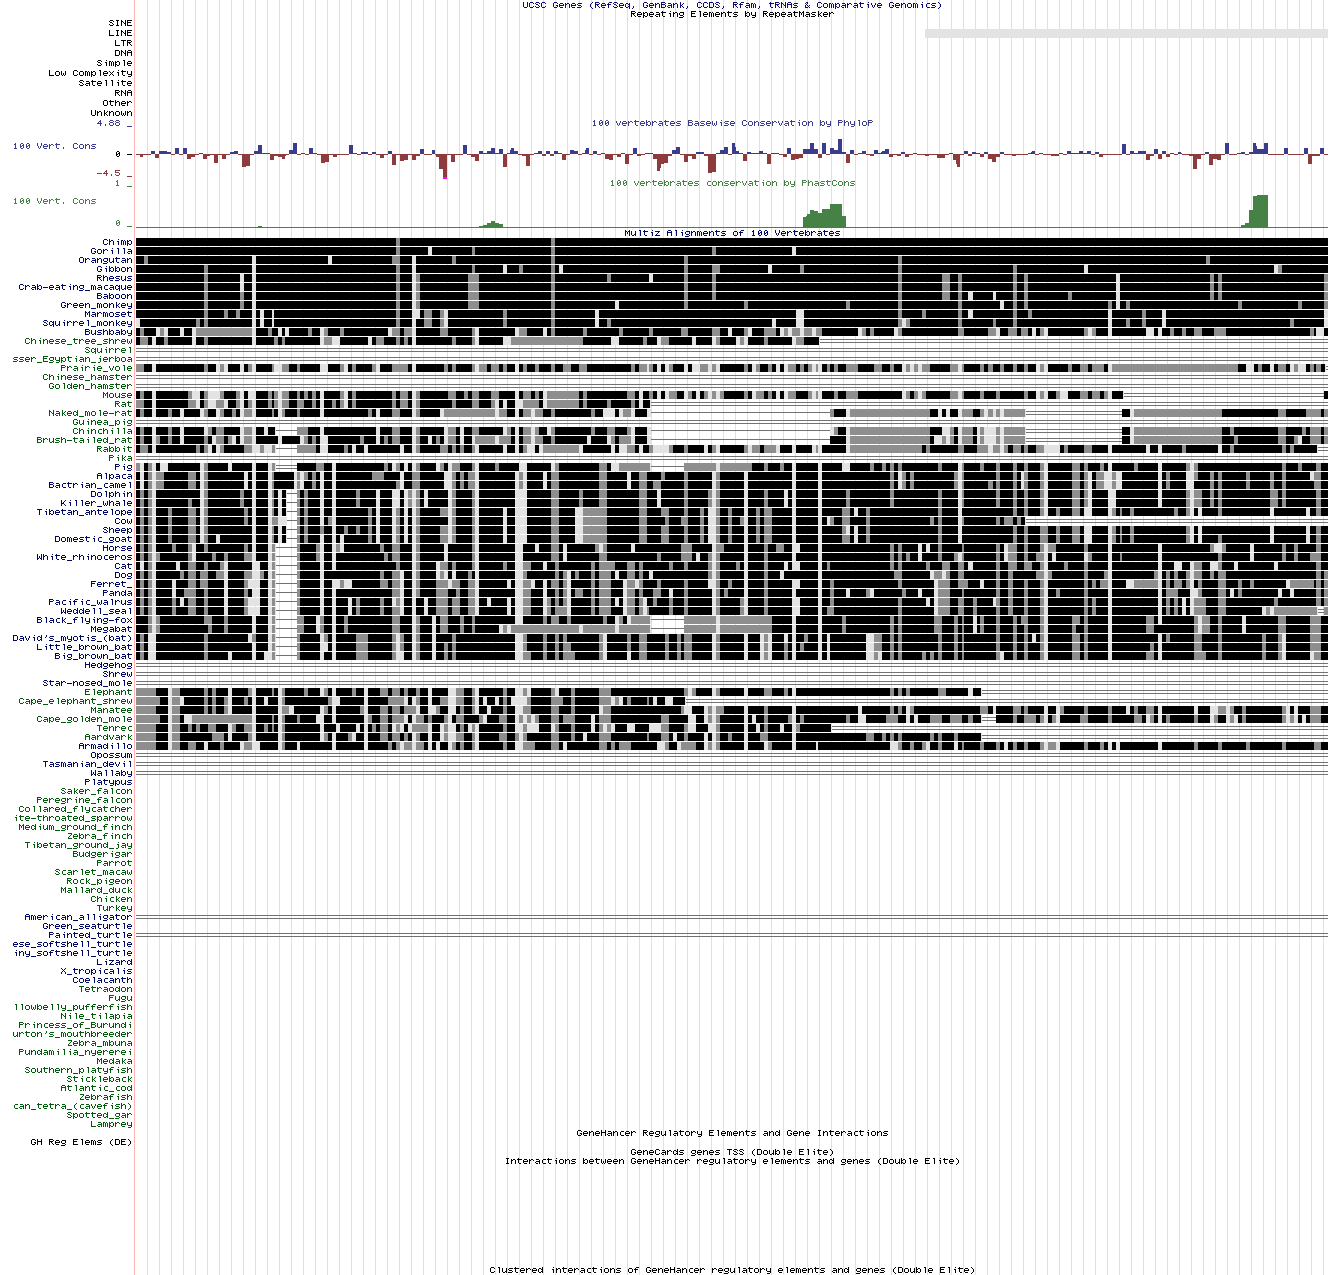 UCSC Genes (RefSeq, GenBank, CCDS, Rfam, tRNAs & Comparative Genomics)
Repeating Elements by RepeatMasker
SINE
LINE
LTR
DNA
Simple
Low Complexity
Satellite
RNA
Other
Unknown
4.88 _
100 vertebrates Basewise Conservation by PhyloP
100 Vert. Cons
0 -
-4.5 _
100 vertebrates conservation by PhastCons
1 _
100 Vert. Cons
0 _
Multiz Alignments of 100 Vertebrates
Chimp
Gorilla
Orangutan
Gibbon
Rhesus
Crab-eating_macaque
Baboon
Green_monkey
Marmoset
Squirrel_monkey
Bushbaby
Chinese_tree_shrew
Squirrel
sser_Egyptian_jerboa
Prairie_vole
Chinese_hamster
Golden_hamster
Mouse
Rat
Naked_mole-rat
Guinea_pig
Chinchilla
Brush-tailed_rat
Rabbit
Pika
Pig
Alpaca
Bactrian_camel
Dolphin
Killer_whale
Tibetan_antelope
Cow
Sheep
Domestic_goat
Horse
White_rhinoceros
Cat
Dog
Ferret_
Panda
Pacific_walrus
Weddell_seal
Black_flying-fox
Megabat
David's_myotis_(bat)
Little_brown_bat
Big_brown_bat
Hedgehog
Shrew
Star-nosed_mole
Elephant
Cape_elephant_shrew
Manatee
Cape_golden_mole
Tenrec
Aardvark
Armadillo
Opossum
Tasmanian_devil
Wallaby
Platypus
Saker_falcon
Peregrine_falcon
Collared_flycatcher
ite-throated_sparrow
Medium_ground_finch
Zebra_finch
Tibetan_ground_jay
Budgerigar
Parrot
Scarlet_macaw
Rock_pigeon
Mallard_duck
Chicken
Turkey
American_alligator
Green_seaturtle
Painted_turtle
ese_softshell_turtle
iny_softshell_turtle
Lizard
X_tropicalis
Coelacanth
Tetraodon
Fugu
llowbelly_pufferfish
Nile_tilapia
Princess_of_Burundi
urton's_mouthbreeder
Zebra_mbuna
Pundamilia_nyererei
Medaka
Southern_platyfish
Stickleback
Atlantic_cod
Zebrafish
can_tetra_(cavefish)
Spotted_gar
Lamprey
GeneHancer Regulatory Elements and Gene Interactions
GH Reg Elems (DE)
GeneCards genes TSS (Double Elite)
Interactions between GeneHancer regulatory elements and genes (Double Elite)
Clustered interactions of GeneHancer regulatory elements and genes (Double Elite)